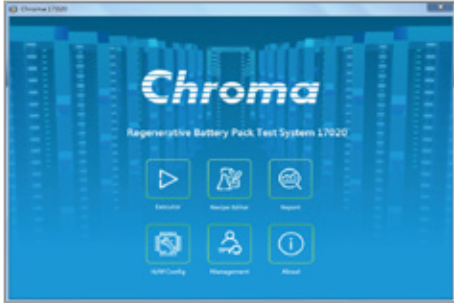 Chroma 17020
Chroma
Regenerative Battery Pack Test System 17020
Executor
Recipe Editor
Report
H/W Config
Management
About